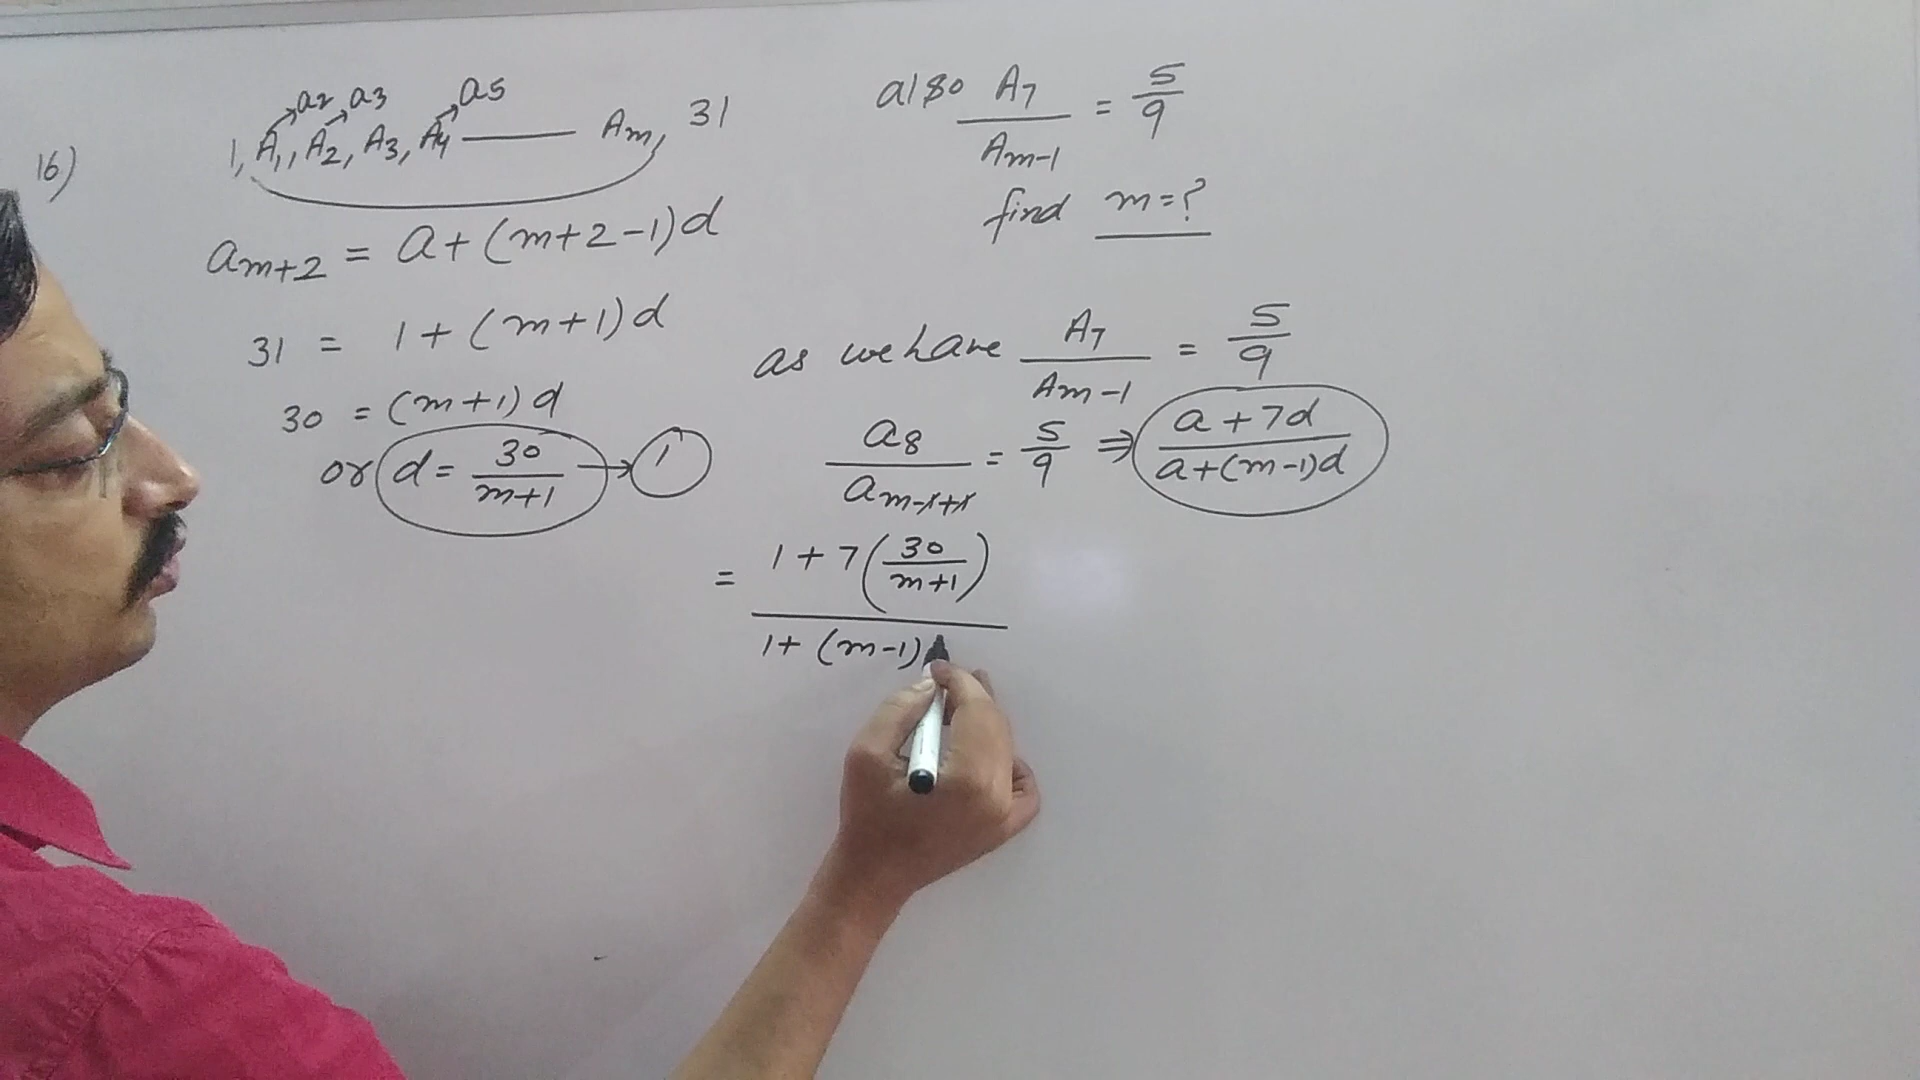 16)
a2 a3 a5
1, A1, A2, A3, A4 —— Am, 31
am+2 = a+(m+2-1)d
31 = 1+(m+1)d
30 = (m+1)d
or d = 30/m+1 → 1
also A7/Am-1 = 5/9
find m=?
as we have A7/Am-1 = 5/9
a8/am-1+1 = 5/9 ⇒ a+7d/a+(m-1)d
= 1+7(30/m+1)/1+(m-1)